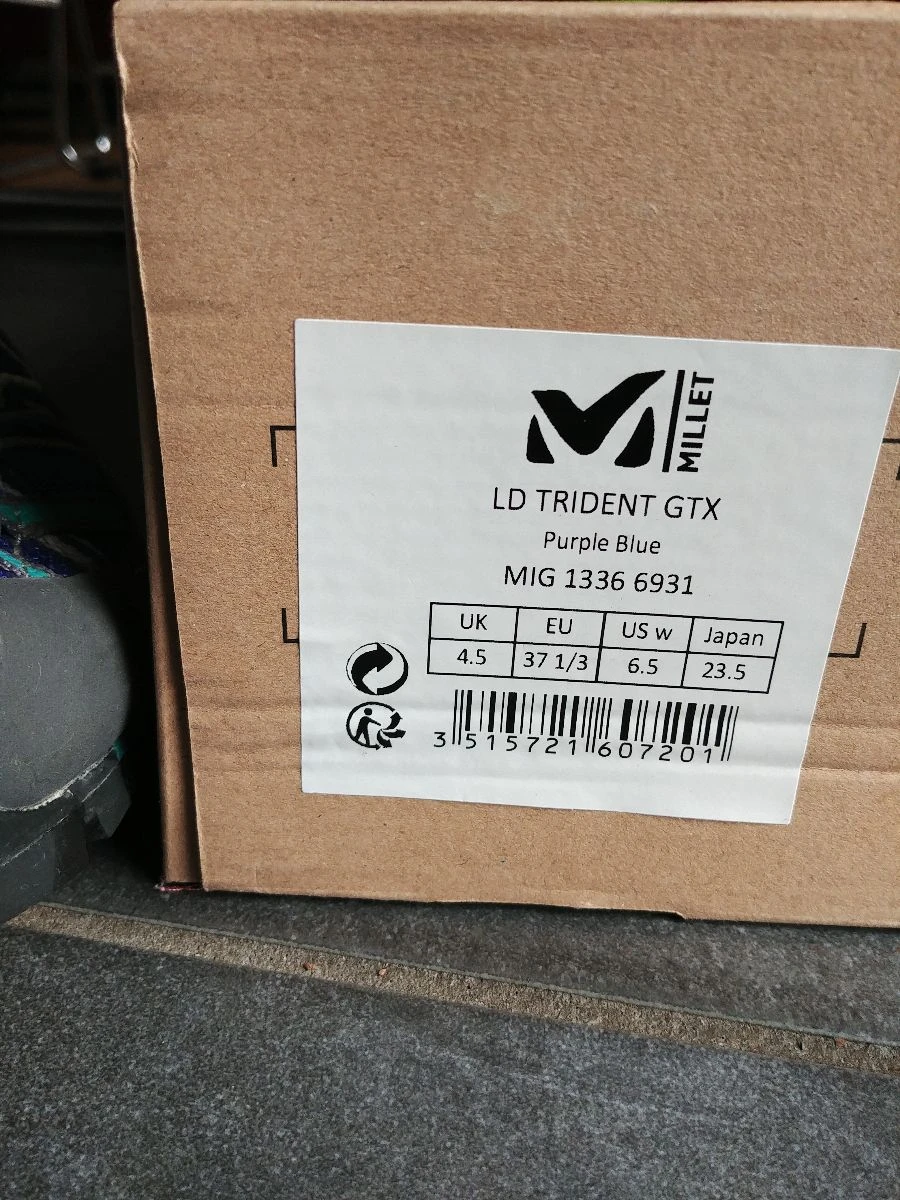 MILLET
LD TRIDENT GTX
Purple Blue
MIG 1336 6931
UK EU US w Japan
4.5 37 1/3 6.5 23.5
3 515721 607201